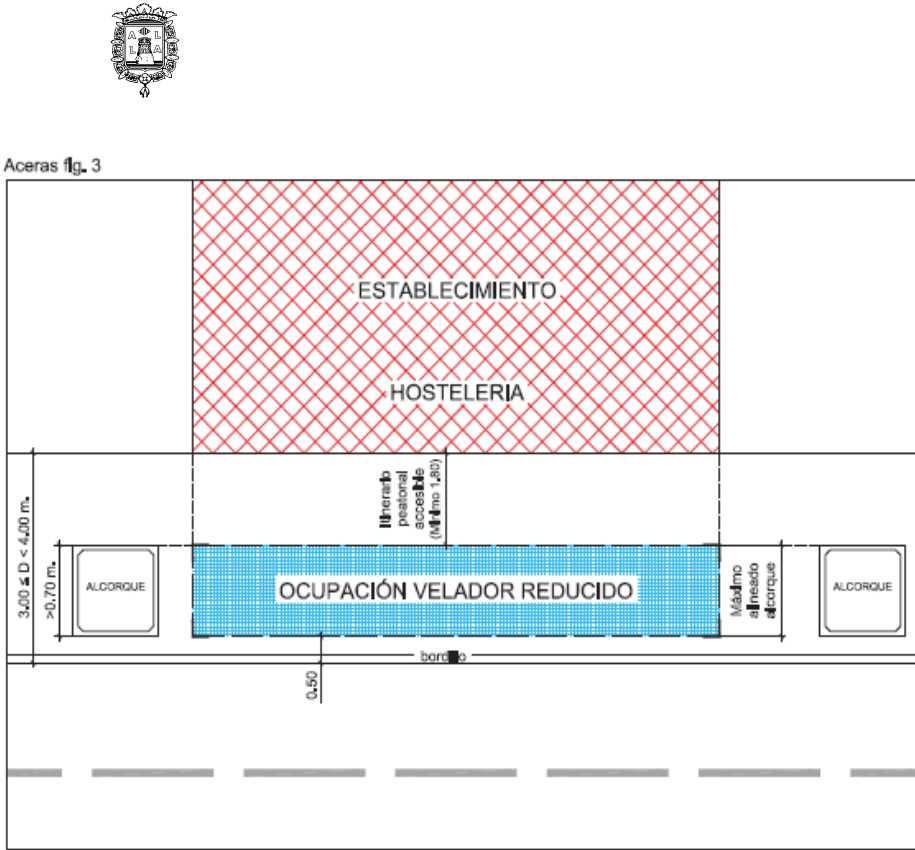 A L
L A
Aceras fig. 3
ESTABLECIMIENTO
HOSTELERIA
Itinerario
peatonal
accesible
(Mínimo 1.80)
3.00 ≤ D < 4.00 m.
>0.70 m.
ALCORQUE
OCUPACIÓN VELADOR REDUCIDO
Máximo
alineado
alcorque
ALCORQUE
bordillo
0.50